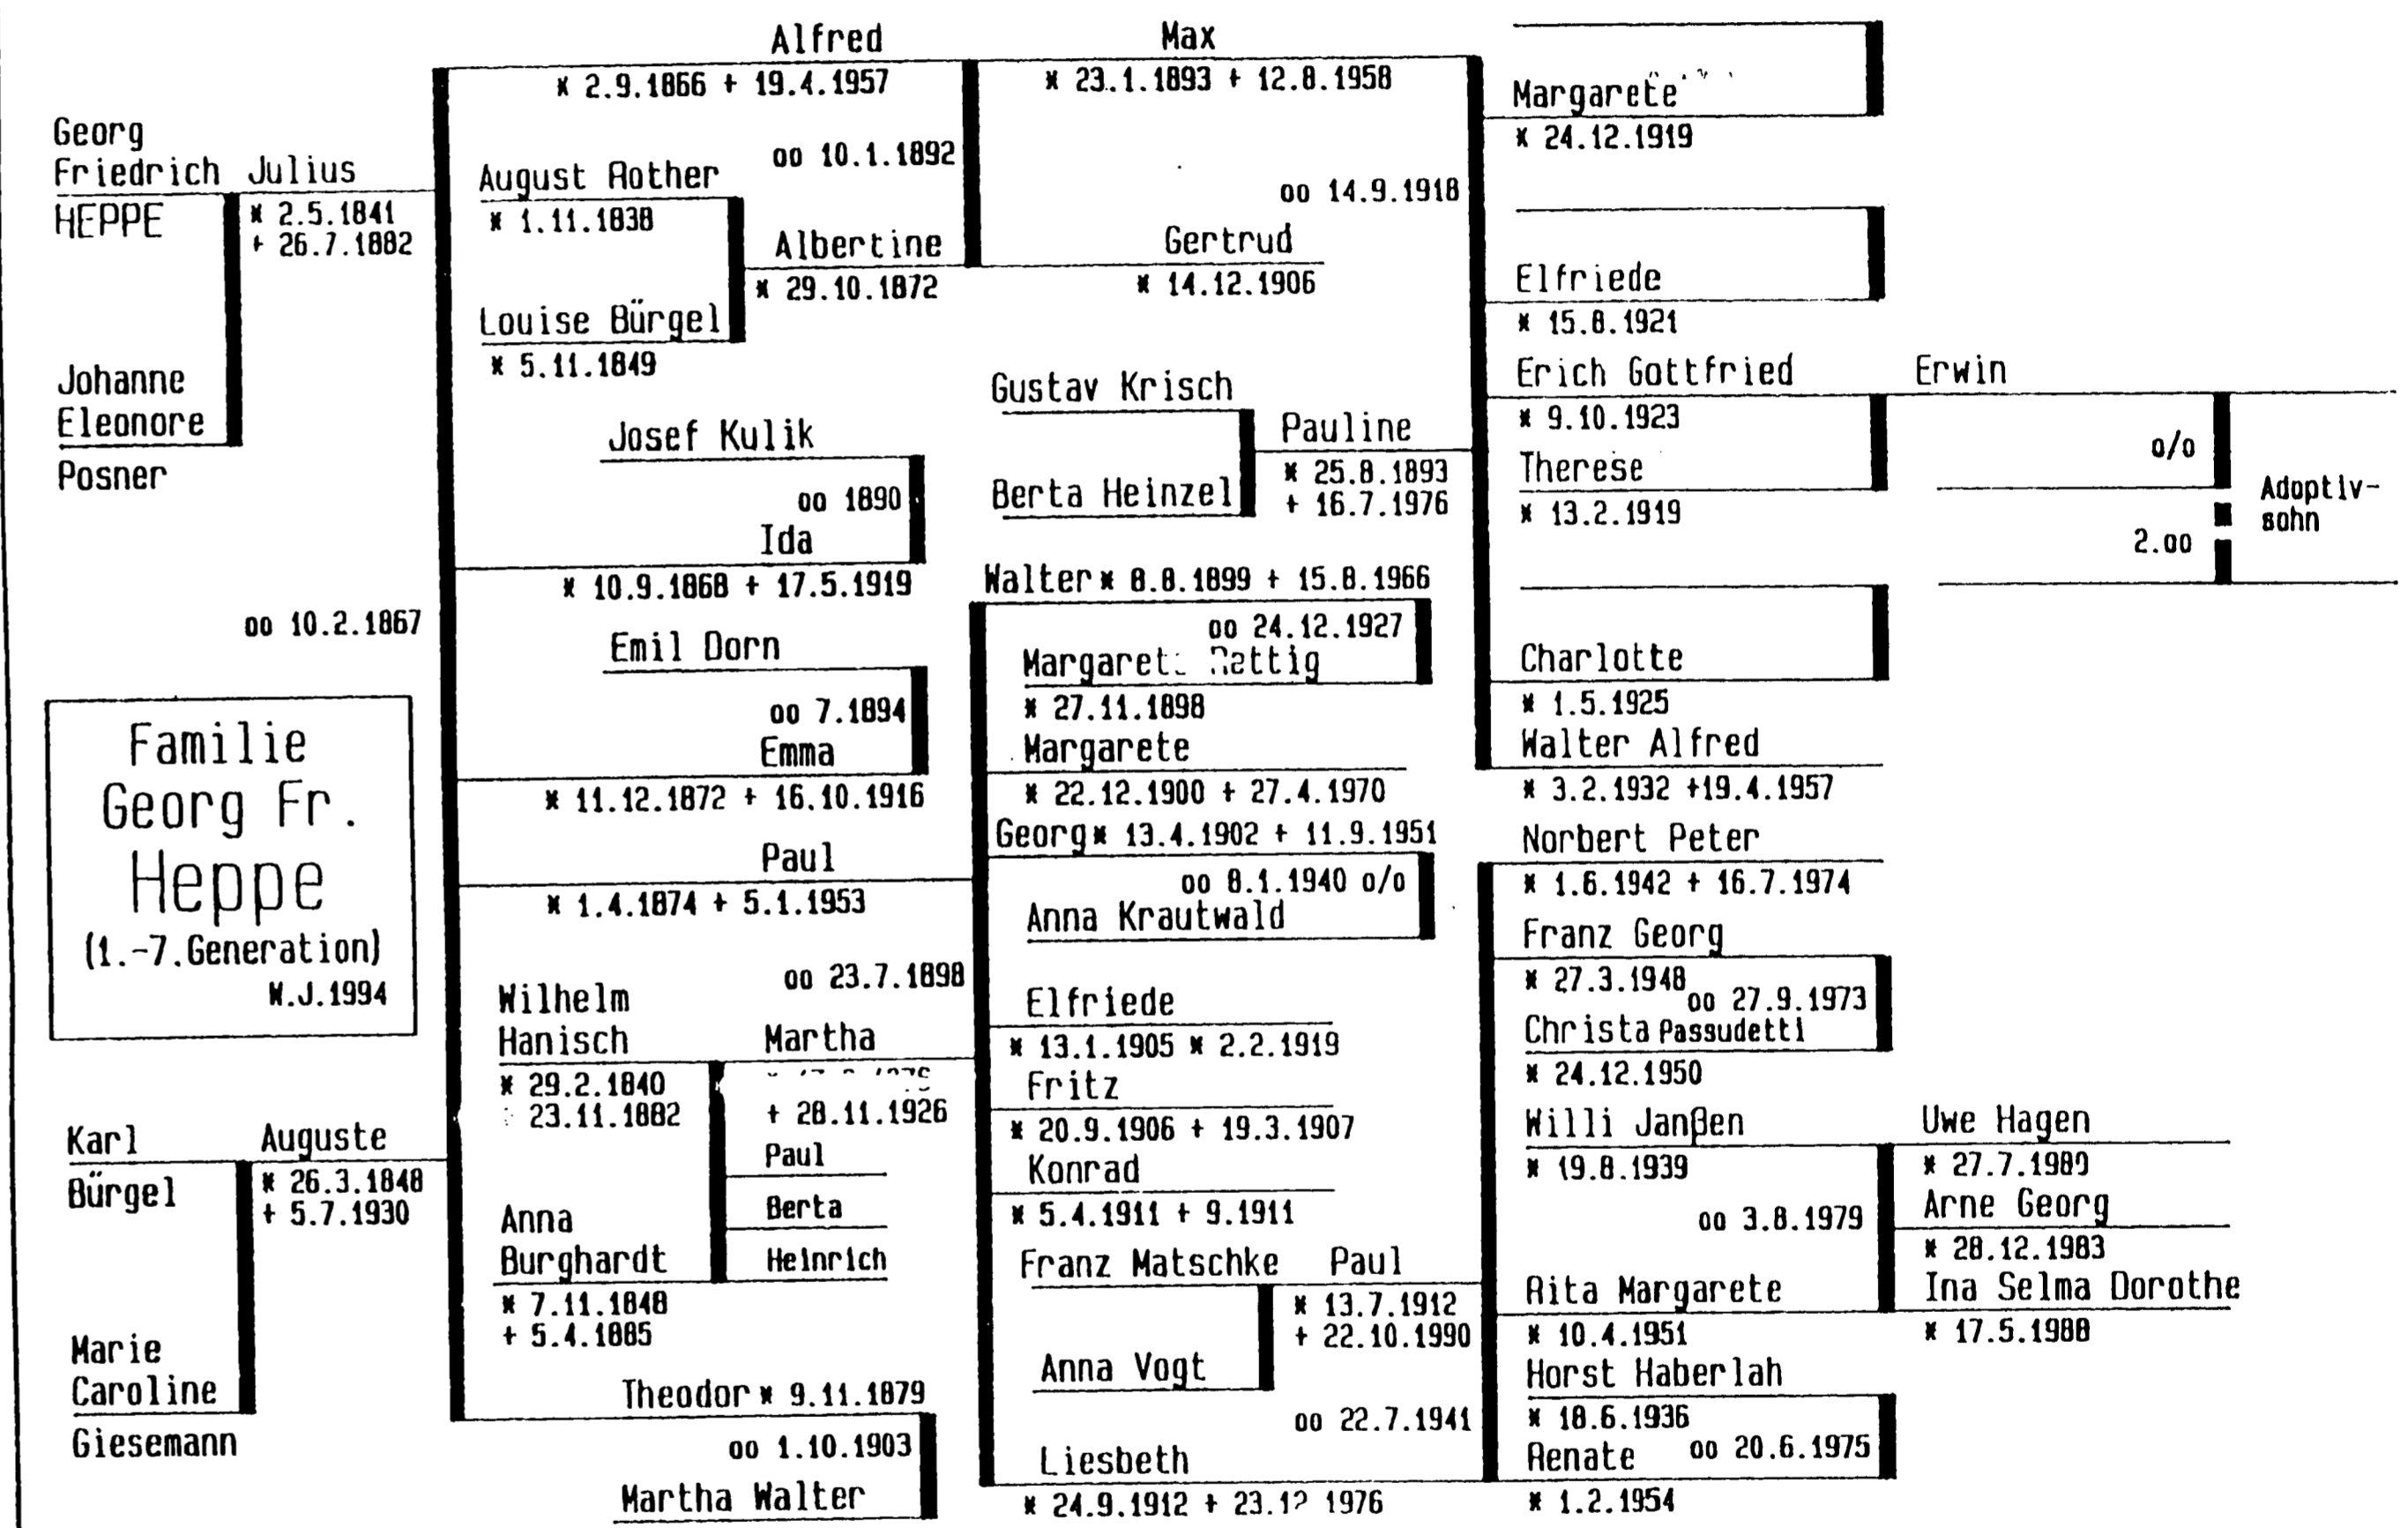 Georg
Friedrich Julius
HEPPE
* 2.5.1841
+ 26.7.1882
Johanne
Eleonore
Posner
oo 10.2.1867
Familie
Georg Fr.
Heppe
(1.-7.Generation)
W.J.1994
Karl Auguste
Bürgel
* 26.3.1848
+ 5.7.1930
Marie
Caroline
Giesemann
Alfred
* 2.9.1866 + 19.4.1957
oo 10.1.1892
August Rother
* 1.11.1838
Albertine
* 29.10.1872
Louise Bürgel
* 5.11.1849
Josef Kulik
oo 1890
Ida
* 10.9.1868 + 17.5.1919
Emil Dorn
oo 7.1894
Emma
* 11.12.1872 + 16.10.1916
Paul
* 1.4.1874 + 5.1.1953
oo 23.7.1898
Wilhelm
Hanisch Martha
* 29.2.1840
23.11.1882 + 28.11.1926
Paul
Berta
Heinrich
Anna
Burghardt
* 7.11.1848
+ 5.4.1885
Theodor * 9.11.1879
oo 1.10.1903
Martha Walter
Max
* 23.1.1893 + 12.8.1958
oo 14.9.1918
Gertrud
* 14.12.1906
Gustav Krisch
Pauline
* 25.8.1893
+ 16.7.1976
Berta Heinzel
Walter * 8.8.1899 + 15.8.1966
oo 24.12.1927
* 27.11.1898
Margarete
* 22.12.1900 + 27.4.1970
Georg * 13.4.1902 + 11.9.1951
oo 8.1.1940 o/o
Anna Krautwald
Elfriede
* 13.1.1905 * 2.2.1919
Fritz
* 20.9.1906 + 19.3.1907
Konrad
* 5.4.1911 + 9.1911
Franz Matschke Paul
* 13.7.1912
+ 22.10.1990
Anna Vogt
oo 22.7.1941
Liesbeth
* 24.9.1912 + 23.12 1976
Margarete
* 24.12.1919
Elfriede
* 15.8.1921
Erich Gottfried Erwin
* 9.10.1923
Therese
* 13.2.1919
o/o
2.oo
Adoptiv-
sohn
Charlotte
* 1.5.1925
Walter Alfred
* 3.2.1932 +19.4.1957
Norbert Peter
* 1.6.1942 + 16.7.1974
Franz Georg
* 27.3.1948
oo 27.9.1973
Christa Passudetti
* 24.12.1950
Willi Janßen
* 19.8.1939
oo 3.8.1979
Rita Margarete
* 10.4.1951
Uwe Hagen
* 27.7.1980
Arne Georg
* 28.12.1983
Ina Selma Dorothe
* 17.5.1988
Horst Haberlah
* 18.6.1936
Renate oo 20.6.1975
* 1.2.1954